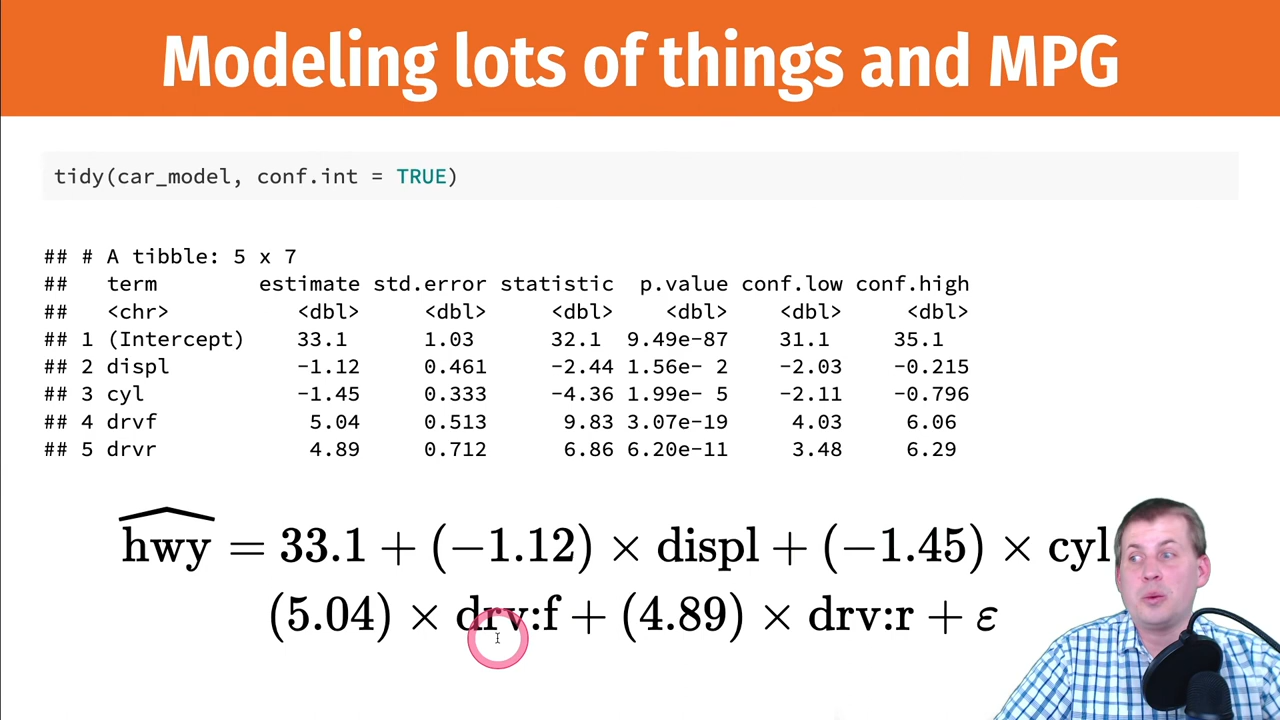 Modeling lots of things and MPG
tidy(car_model, conf.int = TRUE)
## # A tibble: 5 x 7
##   term        estimate std.error statistic  p.value conf.low conf.high
##   <chr>          <dbl>     <dbl>     <dbl>    <dbl>    <dbl>     <dbl>
## 1 (Intercept)    33.1      1.03      32.1  9.49e-87    31.1     35.1
## 2 displ          -1.12     0.461     -2.44 1.56e- 2    -2.03    -0.215
## 3 cyl            -1.45     0.333     -4.36 1.99e- 5    -2.11    -0.796
## 4 drvf            5.04     0.513      9.83 3.07e-19     4.03     6.06
## 5 drvr            4.89     0.712      6.86 6.20e-11     3.48     6.29
\widehat{hwy} = 33.1 + (−1.12) × displ + (−1.45) × cyl
(5.04) × drv:f + (4.89) × drv:r + ε